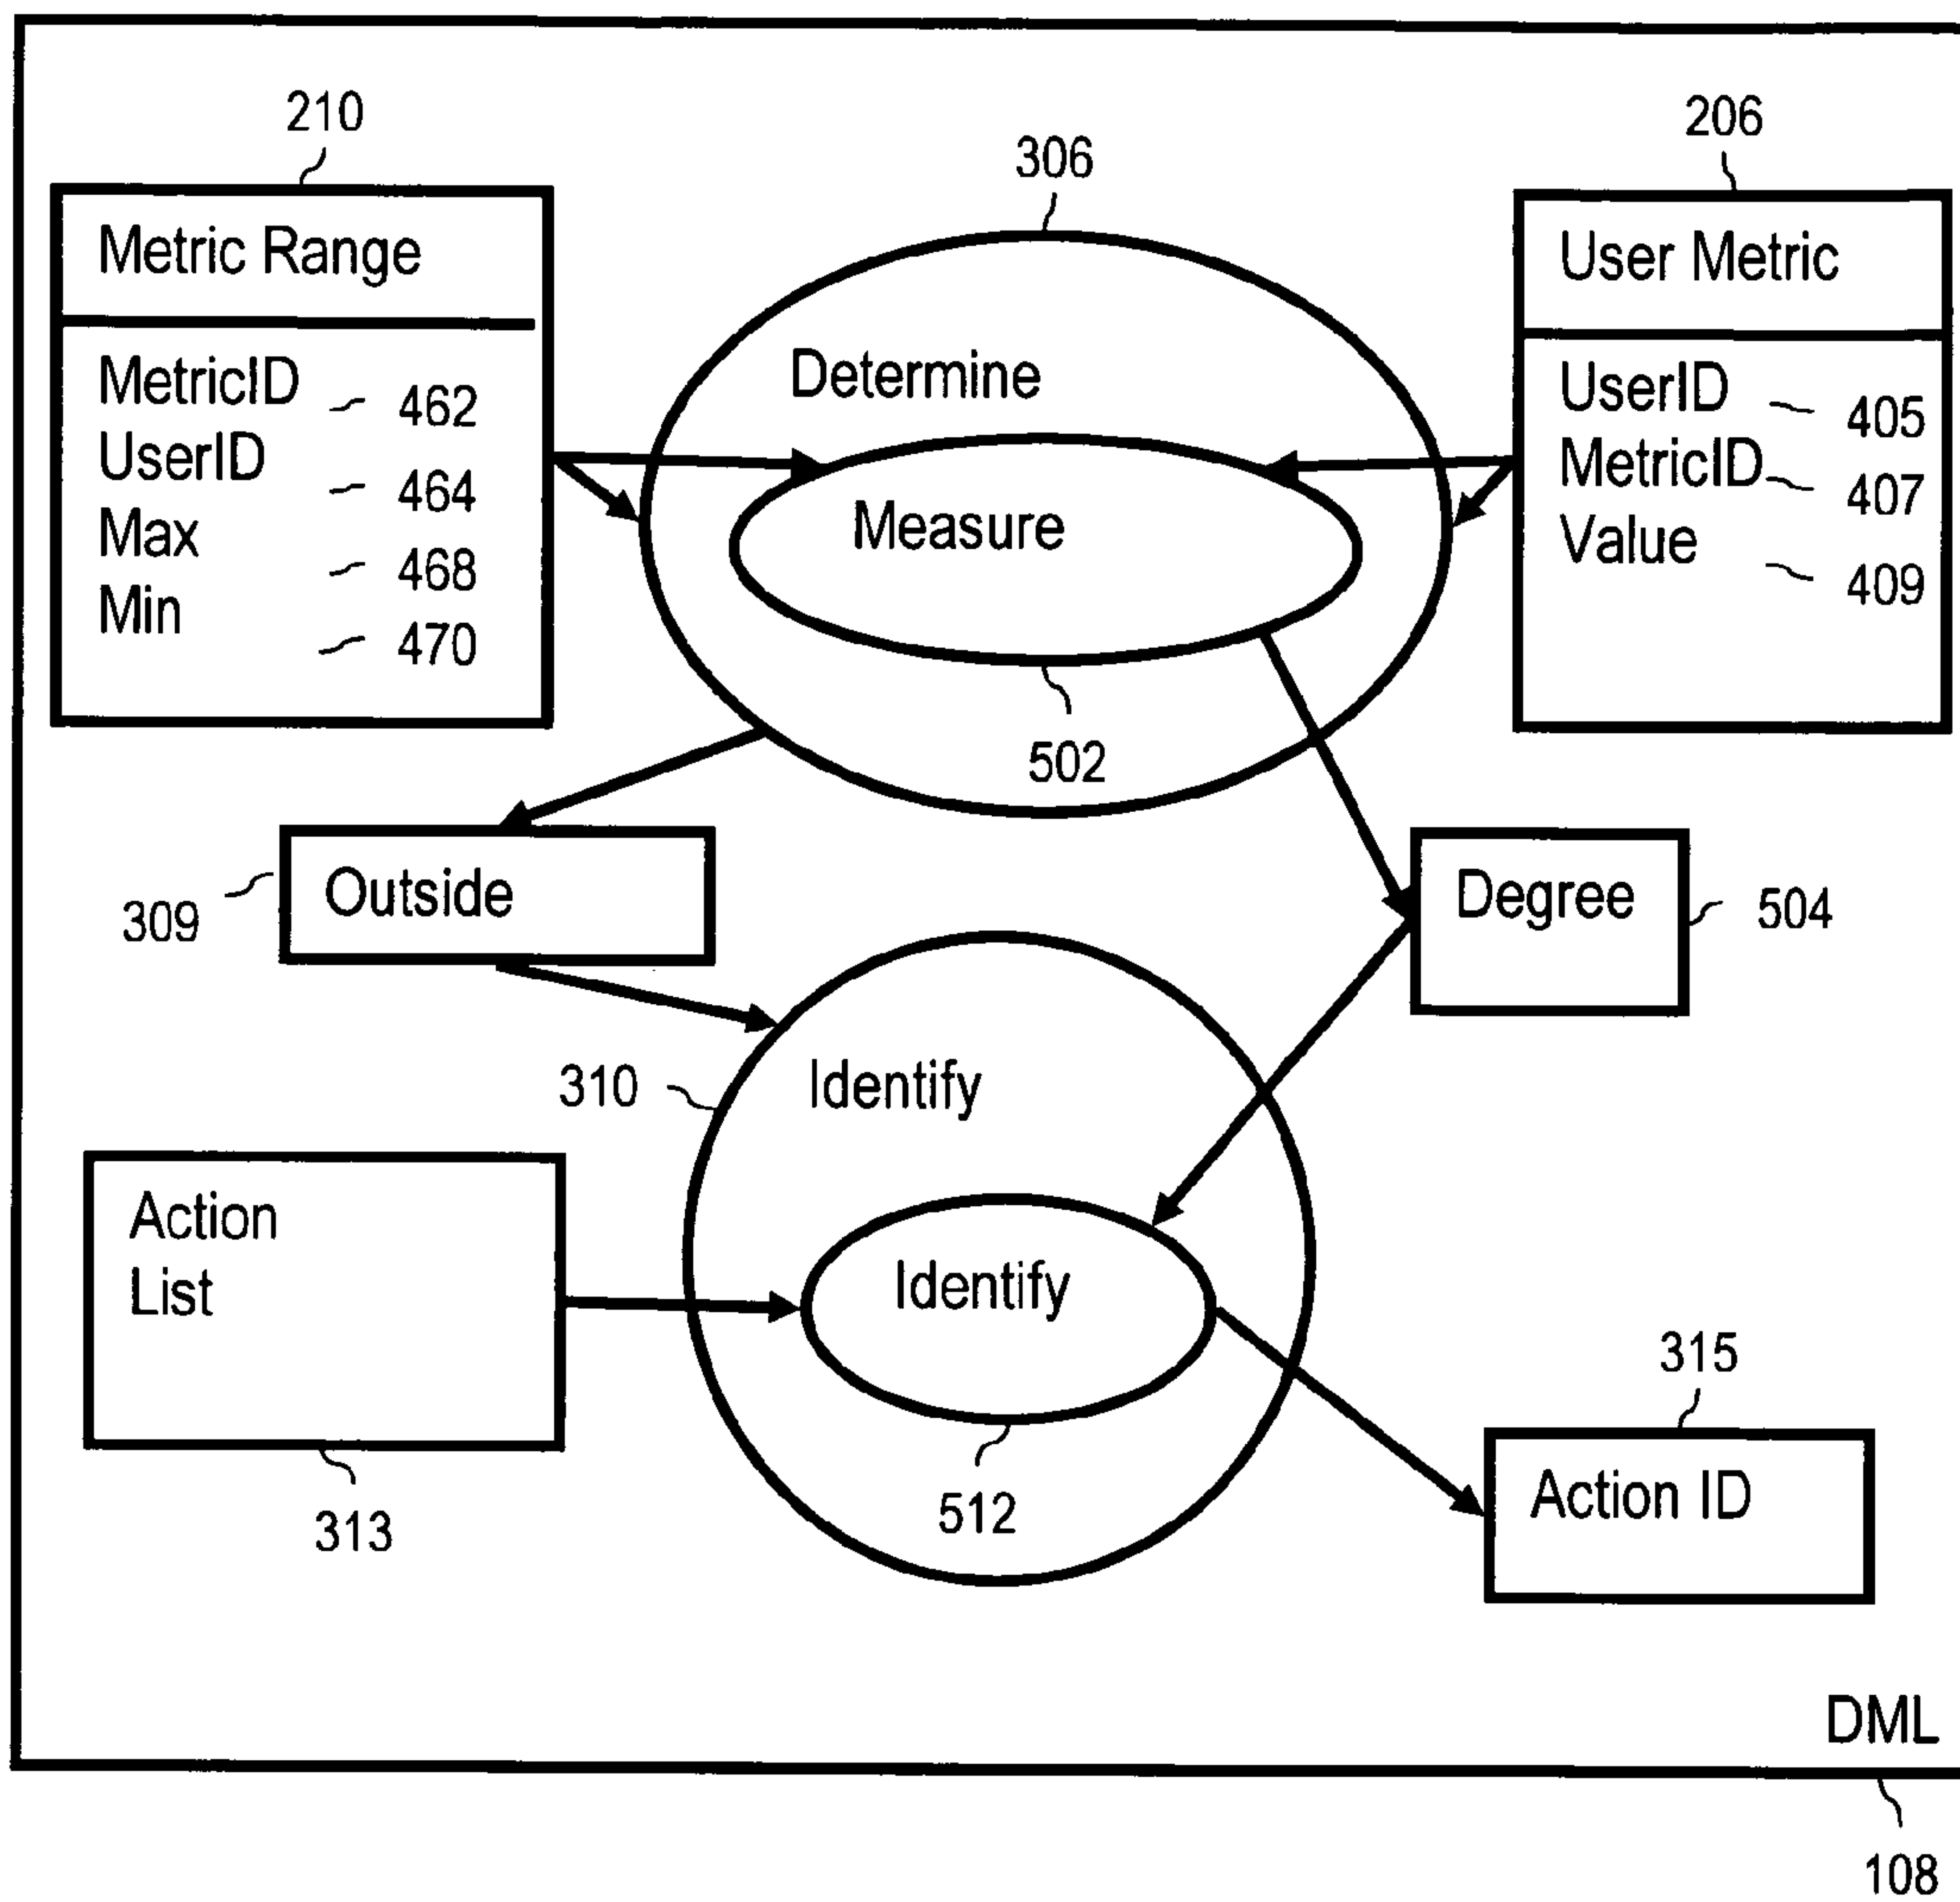 210
206
306
Metric Range
User Metric
MetricID
462
UserID
464
Max
468
Min
470
Determine
Measure
502
UserID
405
MetricID
407
Value
409
Outside
309
Degree
504
310
Identify
Action
List
313
Identify
512
315
Action ID
DML
108